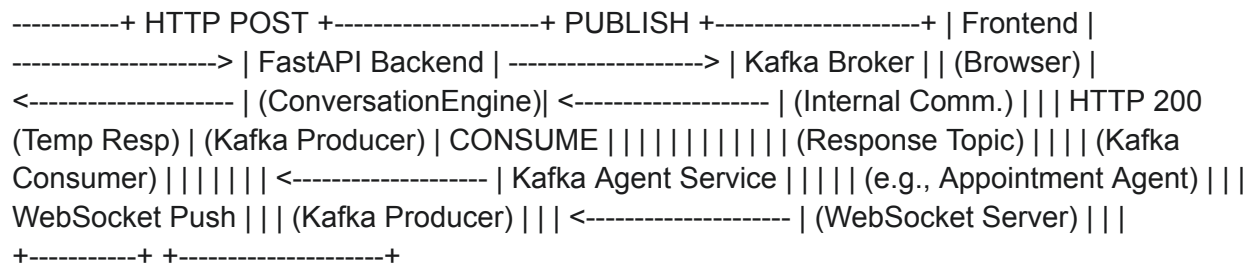 -----------+ HTTP POST +---------------------+ PUBLISH +---------------------+ | Frontend |
---------------------> | FastAPI Backend | --------------------> | Kafka Broker | | (Browser) |
<--------------------- | (ConversationEngine)| <-------------------- | (Internal Comm.) | | | HTTP 200
(Temp Resp) | (Kafka Producer) | CONSUME | | | | | | | | | | | | (Response Topic) | | | | (Kafka
Consumer) | | | | | | | <-------------------- | Kafka Agent Service | | | | | (e.g., Appointment Agent) | | |
WebSocket Push | | | (Kafka Producer) | | | <--------------------- | (WebSocket Server) | | |
+-----------+ +---------------------+